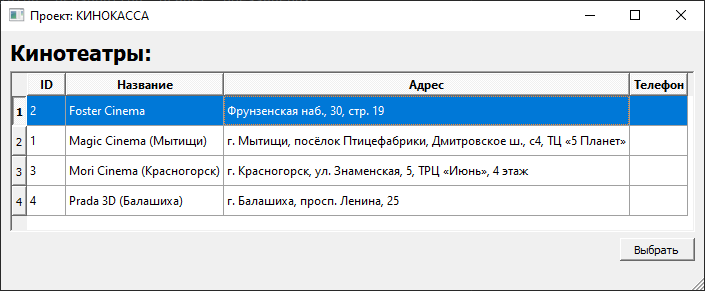 Проект: КИНОКАССА
Кинотеатры:
ID Название Адрес Телефон
1 2 Foster Cinema Фрунзенская наб., 30, стр. 19
2 1 Magic Cinema (Мытищи) г. Мытищи, посёлок Птицефабрики, Дмитровское ш., с4, ТЦ «5 Планет»
3 3 Mori Cinema (Красногорск) г. Красногорск, ул. Знаменская, 5, ТРЦ «Июнь», 4 этаж
4 4 Prada 3D (Балашиха) г. Балашиха, просп. Ленина, 25
Выбрать